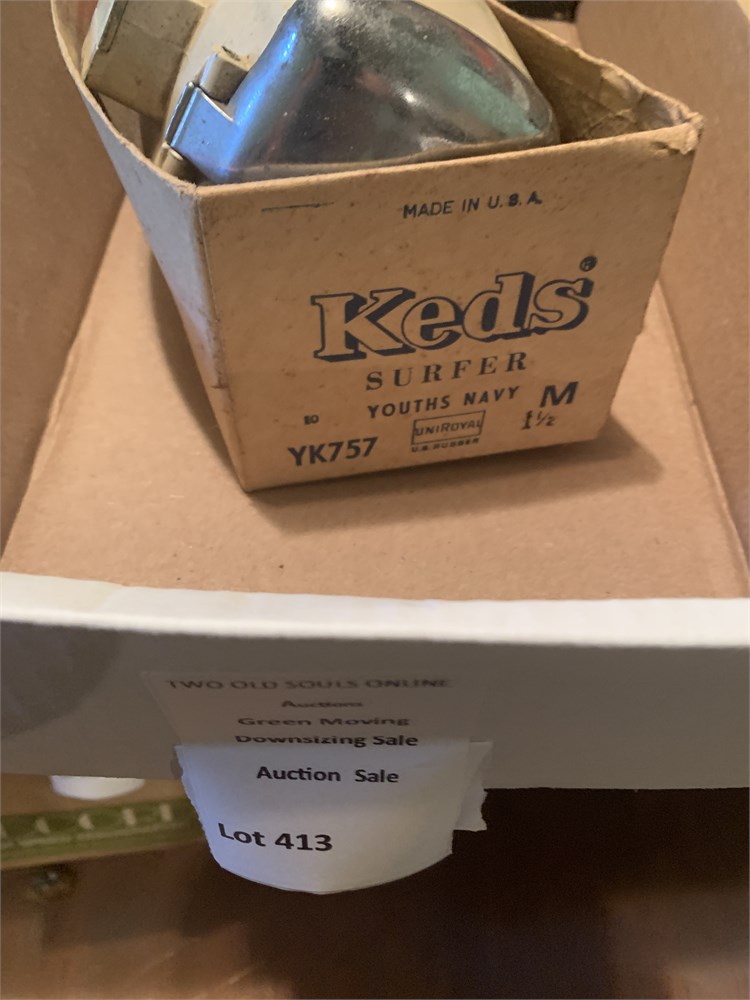 MADE IN U.S.A.
Keds®
SURFER
YOUTHS NAVY M
10 UNIROYAL 1½
YK757 U.S. RUBBER
TWO OLD SOULS ONLINE
Auctions
Green Moving
Downsizing Sale
Auction Sale
Lot 413